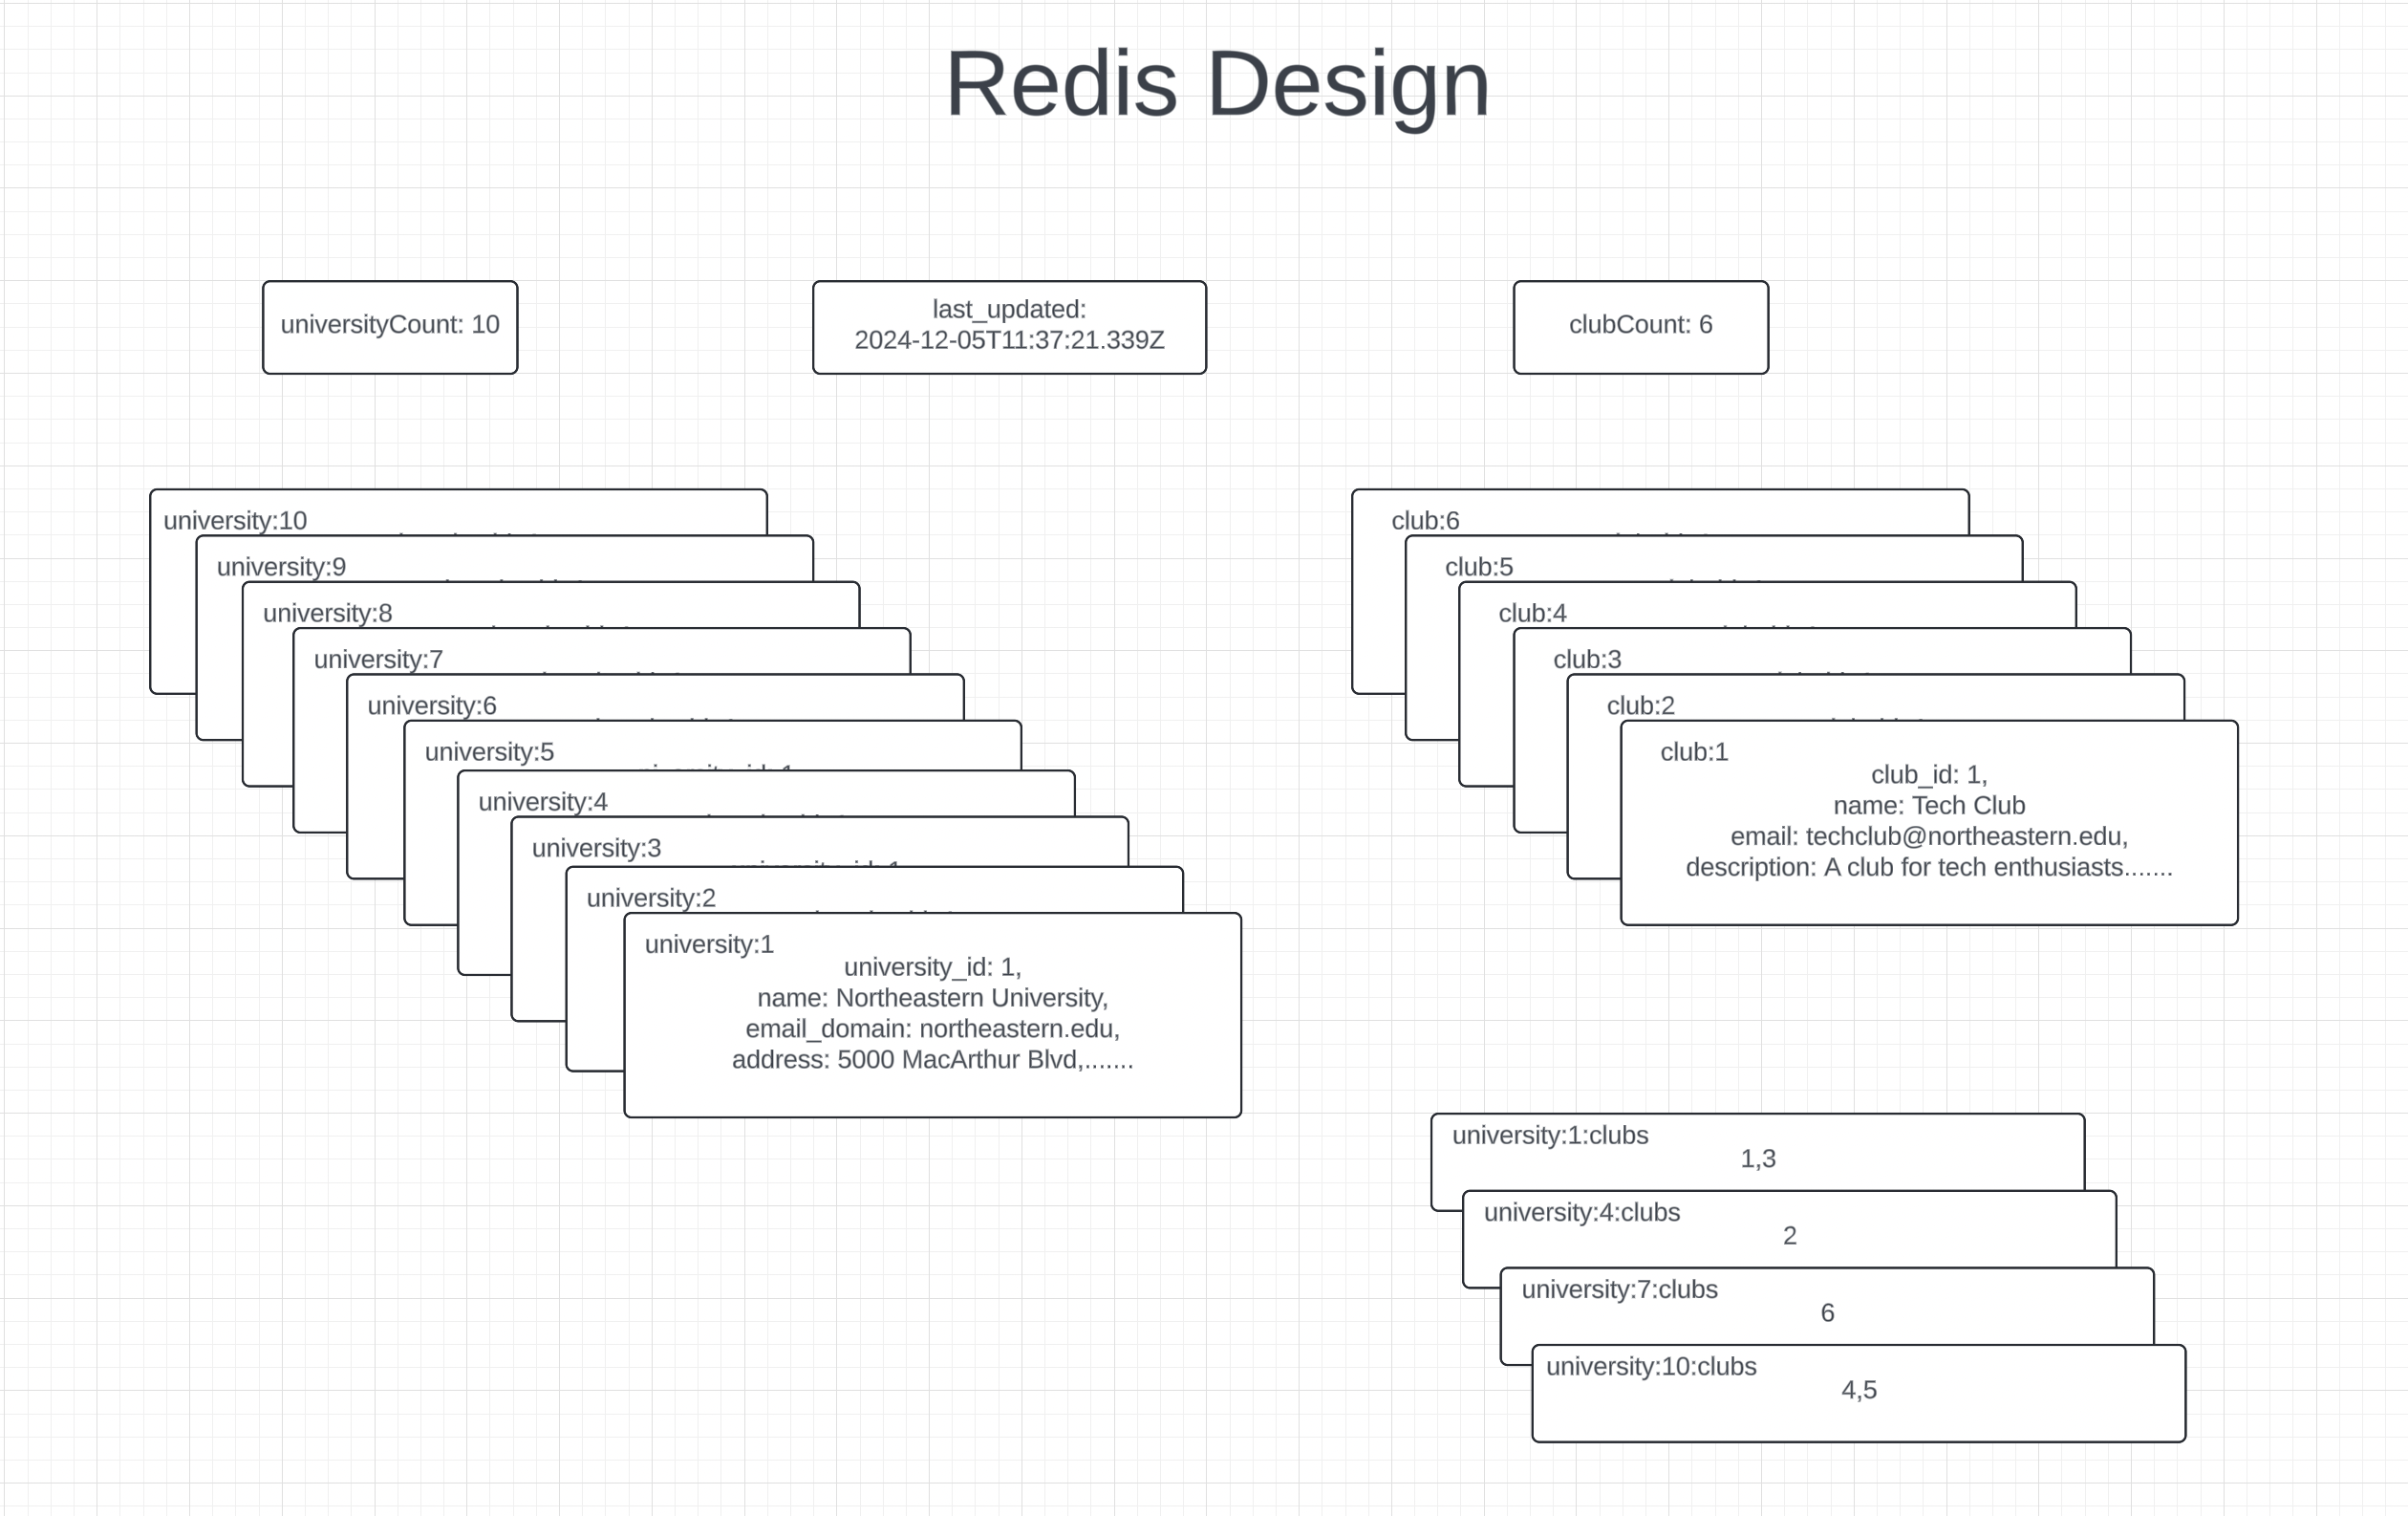 Redis Design
universityCount: 10
last_updated:
2024-12-05T11:37:21.339Z
clubCount: 6
university:10
university:9
university:8
university:7
university:6
university:5
university:4
university:3
university:2
university:1
university_id: 1,
name: Northeastern University,
email_domain: northeastern.edu,
address: 5000 MacArthur Blvd,.......
club:6
club:5
club:4
club:3
club:2
club:1
club_id: 1,
name: Tech Club
email: techclub@northeastern.edu,
description: A club for tech enthusiasts.......
university:1:clubs
1,3
university:4:clubs
2
university:7:clubs
6
university:10:clubs
4,5